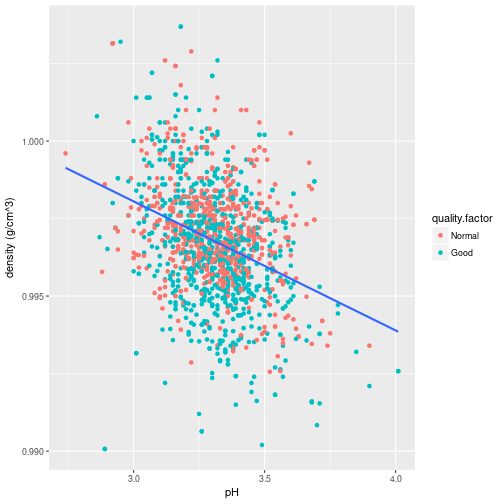 1.000
0.995
0.990
density (g/cm^3)
3.0 3.5 4.0
pH
quality.factor
Normal
Good